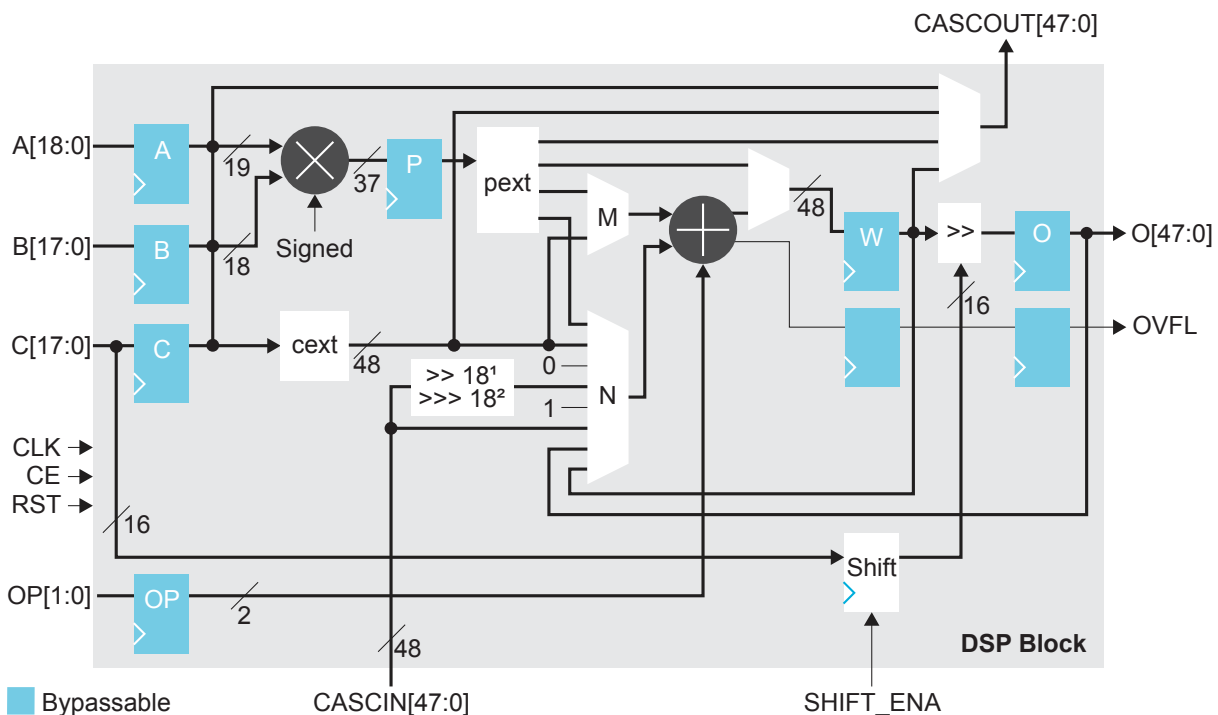 CASCOUT[47:0]
A[18:0]
A
19
37
P
pext
M
48
Signed
B[17:0]
B
18
W
>>
O
O[47:0]
16
OVFL
C[17:0]
C
cext
48
0
>> 18¹
>>> 18²
1
N
CLK
CE
RST
16
Shift
OP[1:0]
OP
2
48
DSP Block
Bypassable
CASCIN[47:0]
SHIFT_ENA